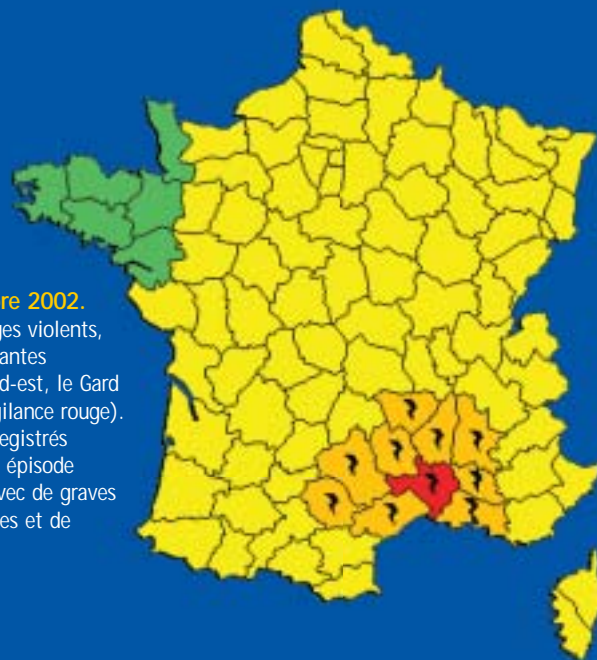 re 2002.
ges violents,
antes
d-est, le Gard
gilance rouge).
egistrés
épisode
vec de graves
es et de